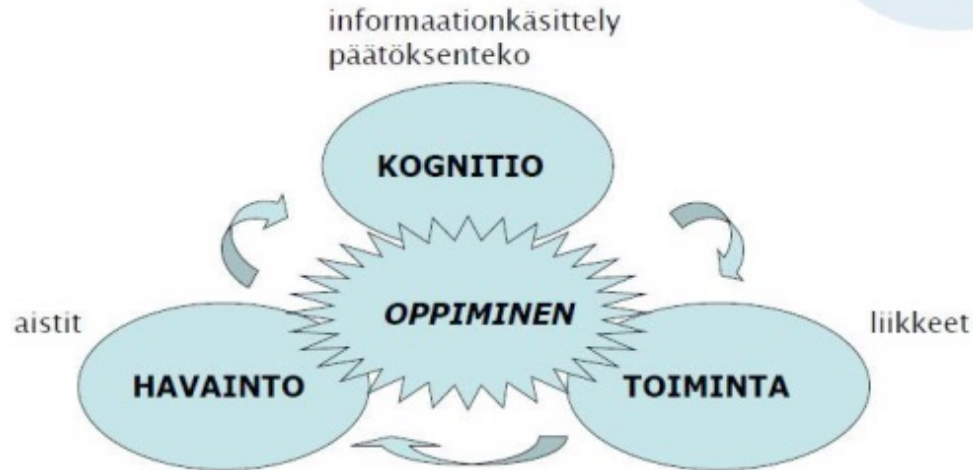 informaationkäsittely
päätöksenteko
KOGNITIO
OPPIMINEN
aistit
liikkeet
HAVAINTO
TOIMINTA